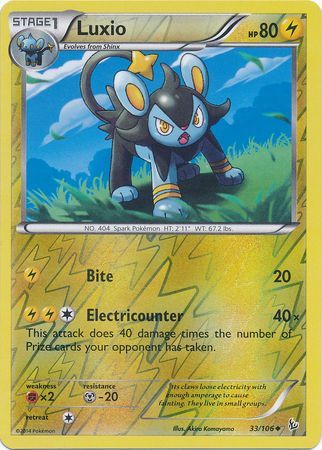 STAGE1
Luxio
HP80
Evolves from Shinx
NO. 404 Spark Pokémon HT: 2'11" WT: 67.2 lbs.
Bite 20
Electricounter 40×
This attack does 40 damage times the number of
Prize cards your opponent has taken.
weakness resistance
×2 -20
retreat
Its claws loose electricity with
enough amperage to cause
fainting. They live in small groups.
©2014 Pokémon
Illus. Akira Komayama
33/106